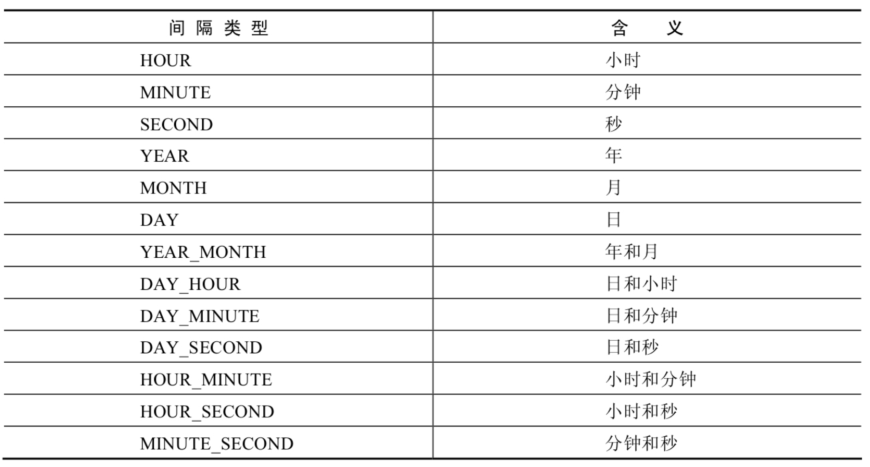 间隔类型 含义
HOUR 小时
MINUTE 分钟
SECOND 秒
YEAR 年
MONTH 月
DAY 日
YEAR_MONTH 年和月
DAY_HOUR 日和小时
DAY_MINUTE 日和分钟
DAY_SECOND 日和秒
HOUR_MINUTE 小时和分钟
HOUR_SECOND 小时和秒
MINUTE_SECOND 分钟和秒